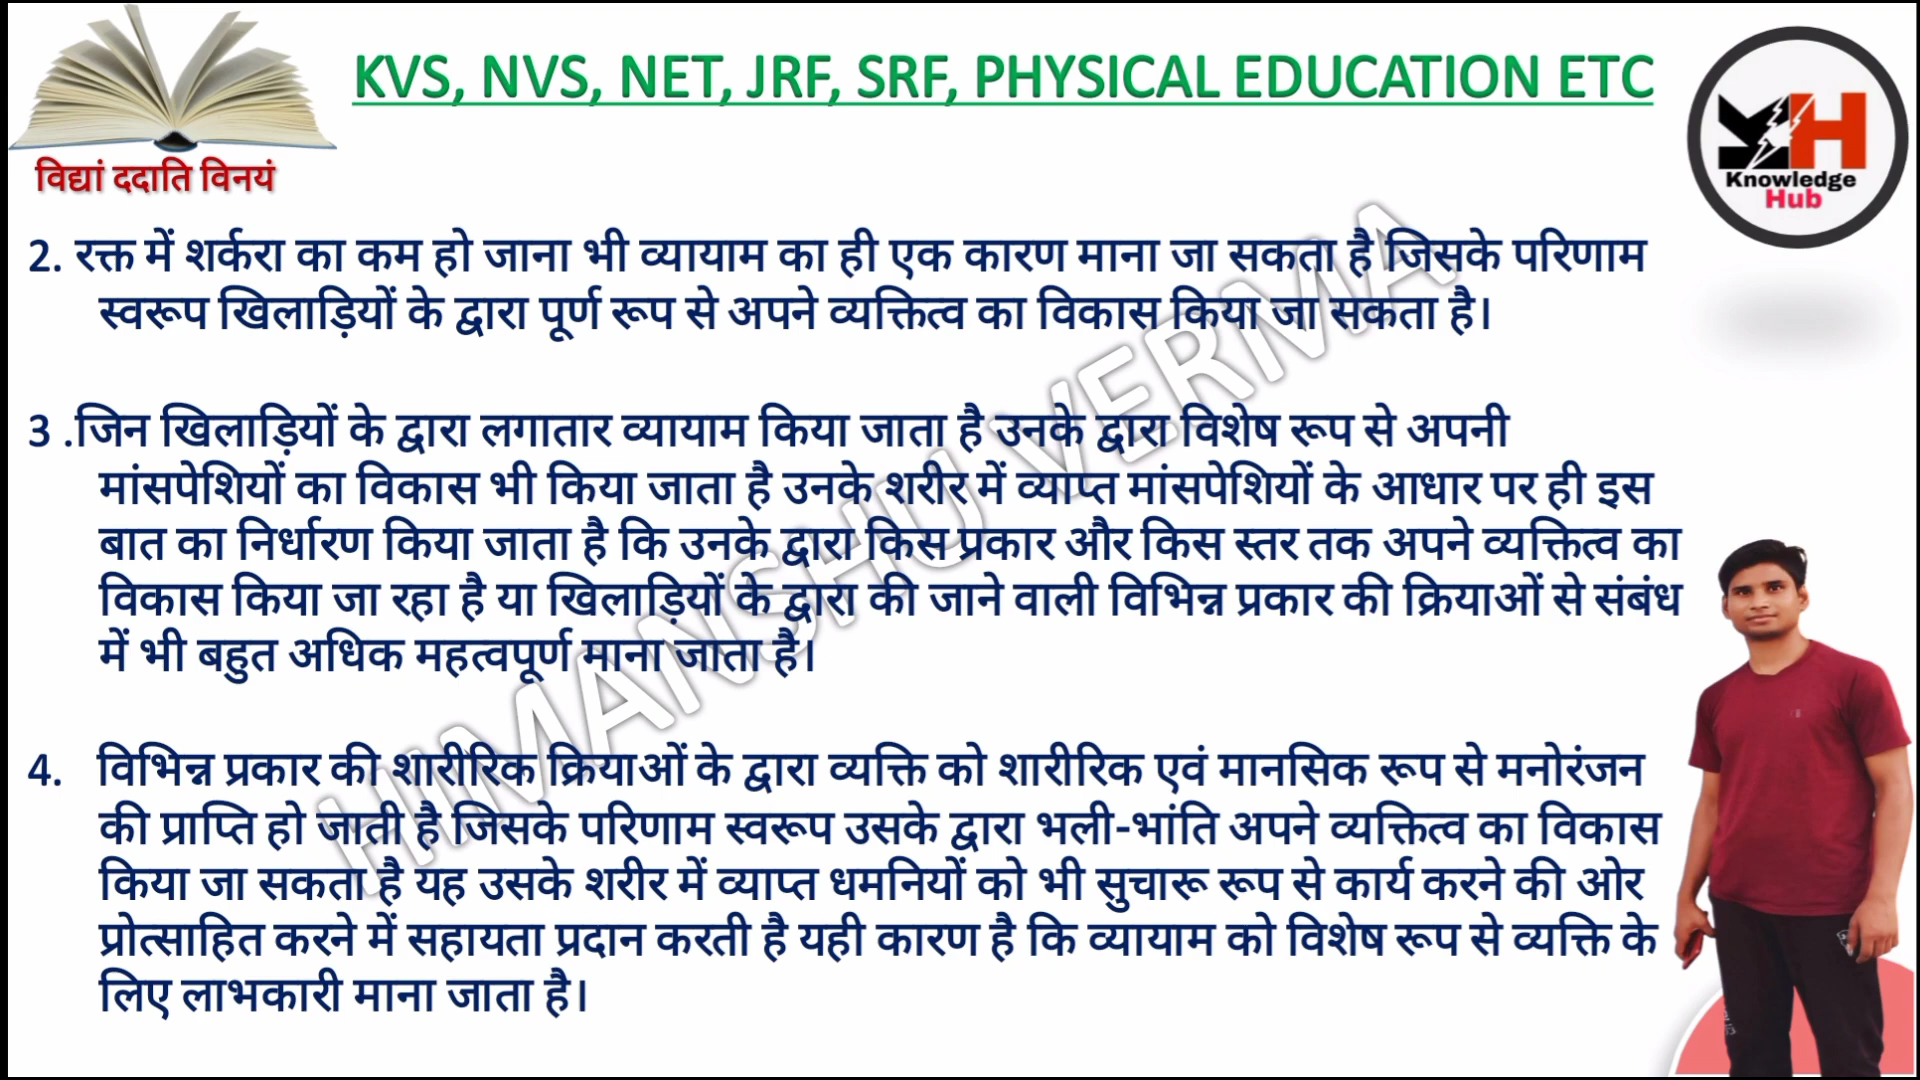 KVS, NVS, NET, JRF, SRF, PHYSICAL EDUCATION ETC
विद्यां ददाति विनयं
KH
Knowledge
Hub
2. रक्त में शर्करा का कम हो जाना भी व्यायाम का ही एक कारण माना जा सकता है जिसके परिणाम
स्वरूप खिलाड़ियों के द्वारा पूर्ण रूप से अपने व्यक्तित्व का विकास किया जा सकता है।
3 .जिन खिलाड़ियों के द्वारा लगातार व्यायाम किया जाता है उनके द्वारा विशेष रूप से अपनी
मांसपेशियों का विकास भी किया जाता है उनके शरीर में व्याप्त मांसपेशियों के आधार पर ही इस
बात का निर्धारण किया जाता है कि उनके द्वारा किस प्रकार और किस स्तर तक अपने व्यक्तित्व का
विकास किया जा रहा है या खिलाड़ियों के द्वारा की जाने वाली विभिन्न प्रकार की क्रियाओं से संबंध
में भी बहुत अधिक महत्वपूर्ण माना जाता है।
4. विभिन्न प्रकार की शारीरिक क्रियाओं के द्वारा व्यक्ति को शारीरिक एवं मानसिक रूप से मनोरंजन
की प्राप्ति हो जाती है जिसके परिणाम स्वरूप उसके द्वारा भली-भांति अपने व्यक्तित्व का विकास
किया जा सकता है यह उसके शरीर में व्याप्त धमनियों को भी सुचारू रूप से कार्य करने की ओर
प्रोत्साहित करने में सहायता प्रदान करती है यही कारण है कि व्यायाम को विशेष रूप से व्यक्ति के
लिए लाभकारी माना जाता है।
HIMANSHU VERMA